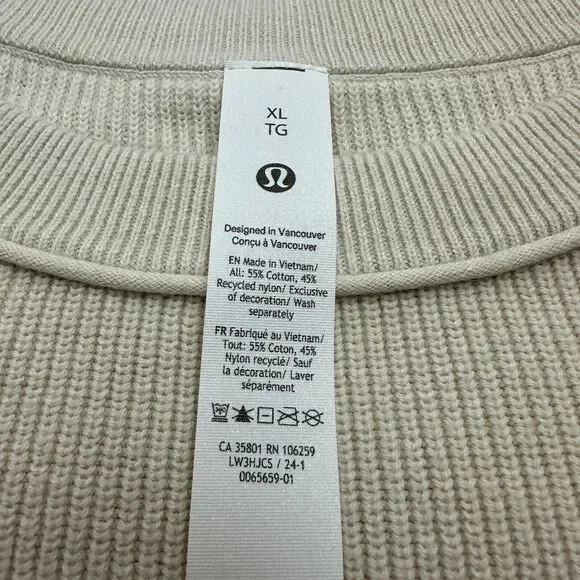 XL
TG
Designed in Vancouver
Conçu à Vancouver
EN Made in Vietnam/
All: 55% Cotton, 45%
Recycled nylon/ Exclusive
of decoration/ Wash
separately
FR Fabriqué au Vietnam/
Tout: 55% Cotton, 45%
Nylon recyclé/ Sauf
la décoration/ Laver
séparément
CA 35801 RN 106259
LW3HJCS / 24-1
0065659-01